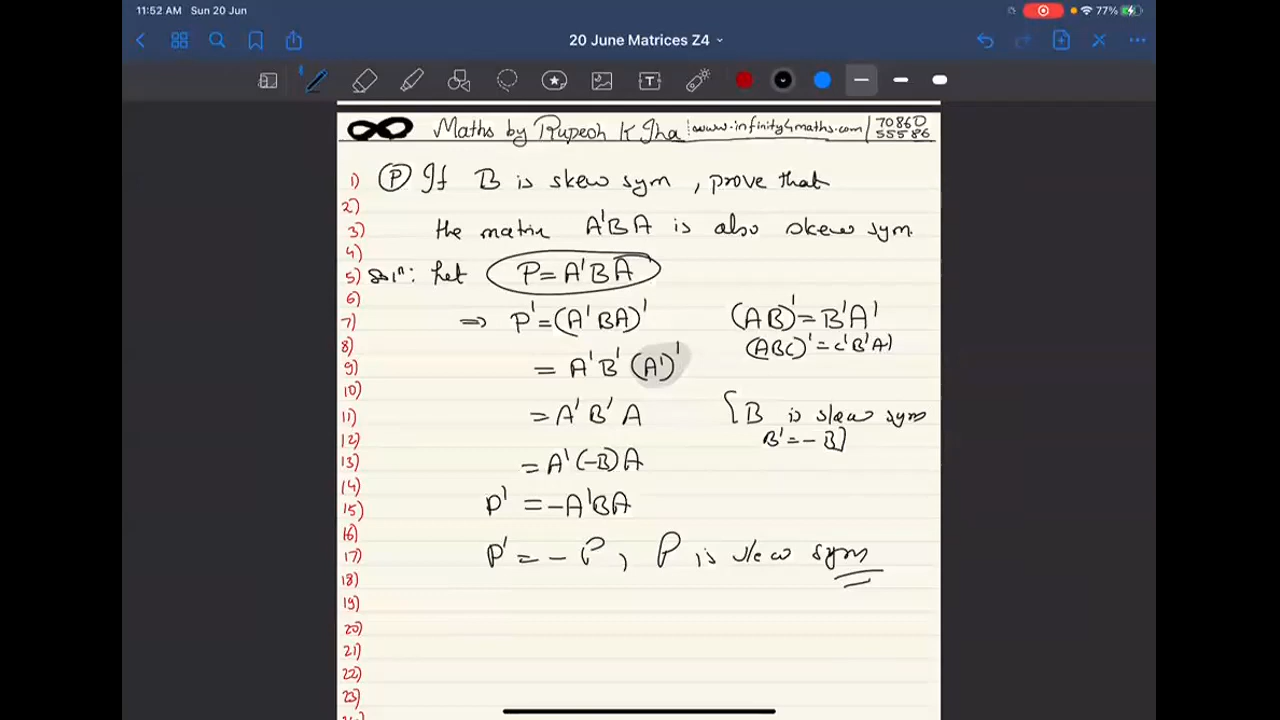 11:52 AM Sun 20 Jun
77%
20 June Matrices Z4
Maths by Rupesh K Jha www.infinity4maths.com/ 70860 55586
1) P If B is skew sym, prove that
2)
3) the matrix A'BA is also skew sym.
4)
5) Soln: Let P=A'BA
6)
7) ⇒ P'=(A'BA)' (AB)'=B'A'
8) (ABC)'=C'B'A'
9) = A'B'(A')'
10)
11) = A'B'A [B is skew sym
12) B'=-B]
13) = A'(-B)A
14)
15) P' = -A'BA
16)
17) P' = - P, P is skew sym
18)
19)
20)
21)
22)
23)